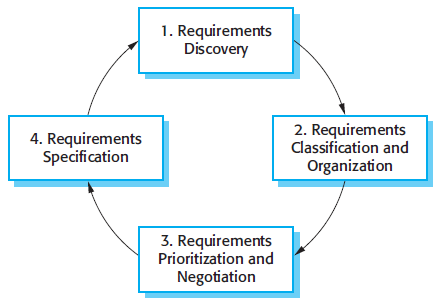 1. Requirements
Discovery
2. Requirements
Classification and
Organization
3. Requirements
Prioritization and
Negotiation
4. Requirements
Specification